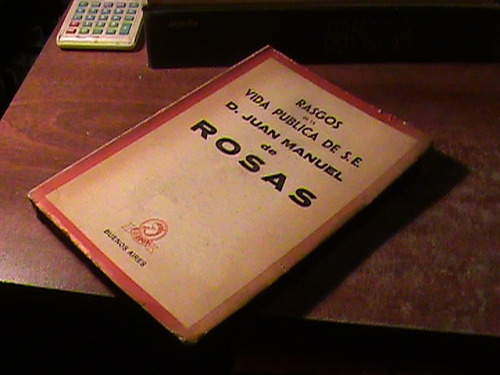 RASGOS
DE LA
VIDA PUBLICA DE S.E.
D. JUAN MANUEL
de
ROSAS
BUENOS AIRES